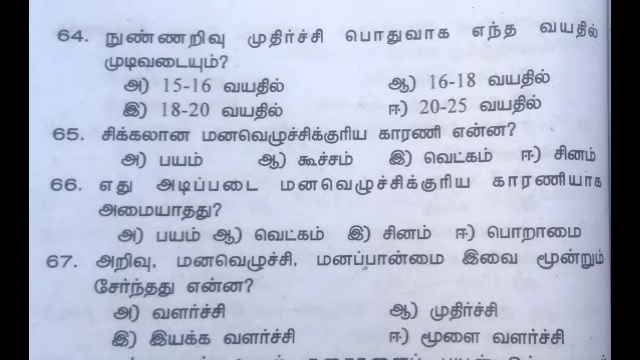 64. நுண்ணறிவு முதிர்ச்சி பொதுவாக எந்த வயதில்
முடிவடையும்?
அ) 15-16 வயதில் ஆ) 16-18 வயதில்
இ) 18-20 வயதில் ஈ) 20-25 வயதில்
65. சிக்கலான மனவெழுச்சிக்குரிய காரணி என்ன?
அ) பயம் ஆ) கூச்சம் இ) வெட்கம் ஈ) சினம்
66. எது அடிப்படை மனவெழுச்சிக்குரிய காரணியாக
அமையாதது?
அ) பயம் ஆ) வெட்கம் இ) சினம் ஈ) பொறாமை
67. அறிவு, மனவெழுச்சி, மனப்பான்மை இவை மூன்றும்
சேர்ந்தது என்ன?
அ) வளர்ச்சி ஆ) முதிர்ச்சி
இ) இயக்க வளர்ச்சி ஈ) மூளை வளர்ச்சி